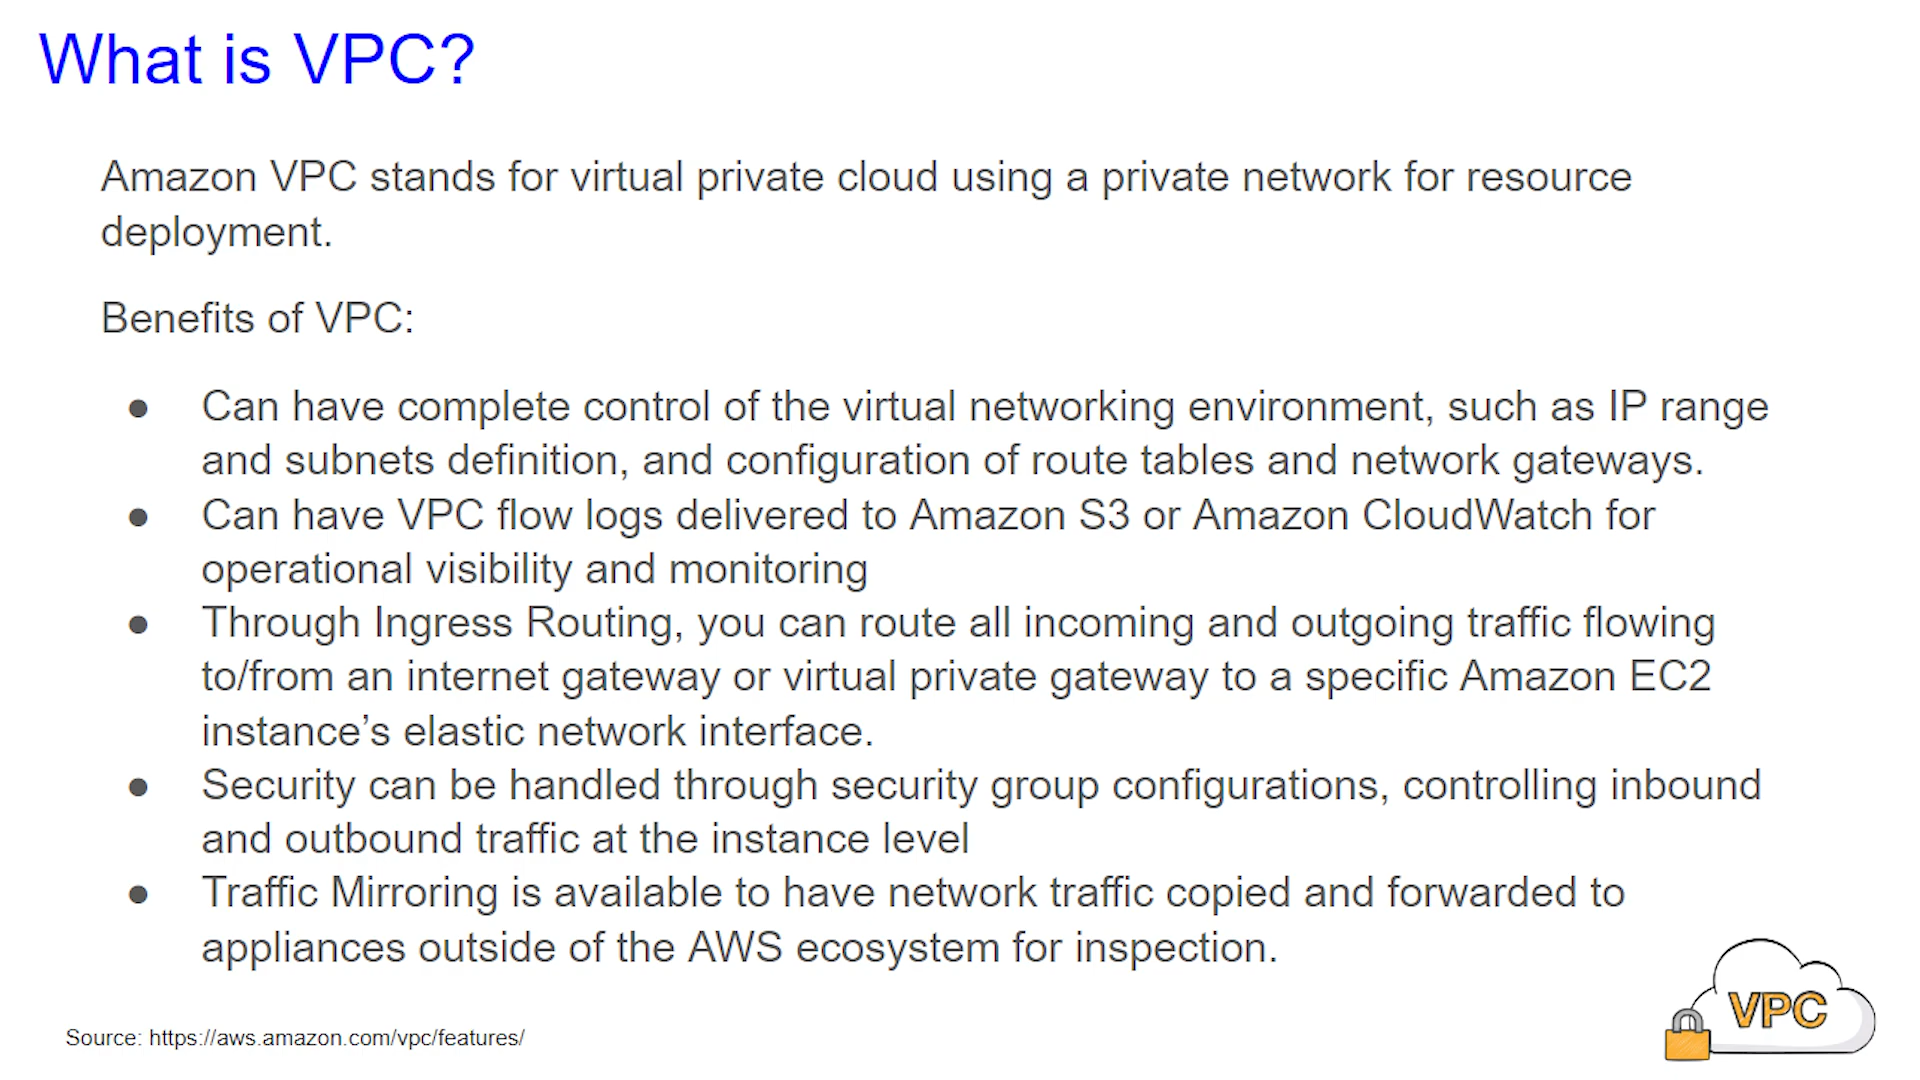 What is VPC?
Amazon VPC stands for virtual private cloud using a private network for resource
deployment.
Benefits of VPC:
● Can have complete control of the virtual networking environment, such as IP range
and subnets definition, and configuration of route tables and network gateways.
● Can have VPC flow logs delivered to Amazon S3 or Amazon CloudWatch for
operational visibility and monitoring
● Through Ingress Routing, you can route all incoming and outgoing traffic flowing
to/from an internet gateway or virtual private gateway to a specific Amazon EC2
instance’s elastic network interface.
● Security can be handled through security group configurations, controlling inbound
and outbound traffic at the instance level
● Traffic Mirroring is available to have network traffic copied and forwarded to
appliances outside of the AWS ecosystem for inspection.
VPC
Source: https://aws.amazon.com/vpc/features/